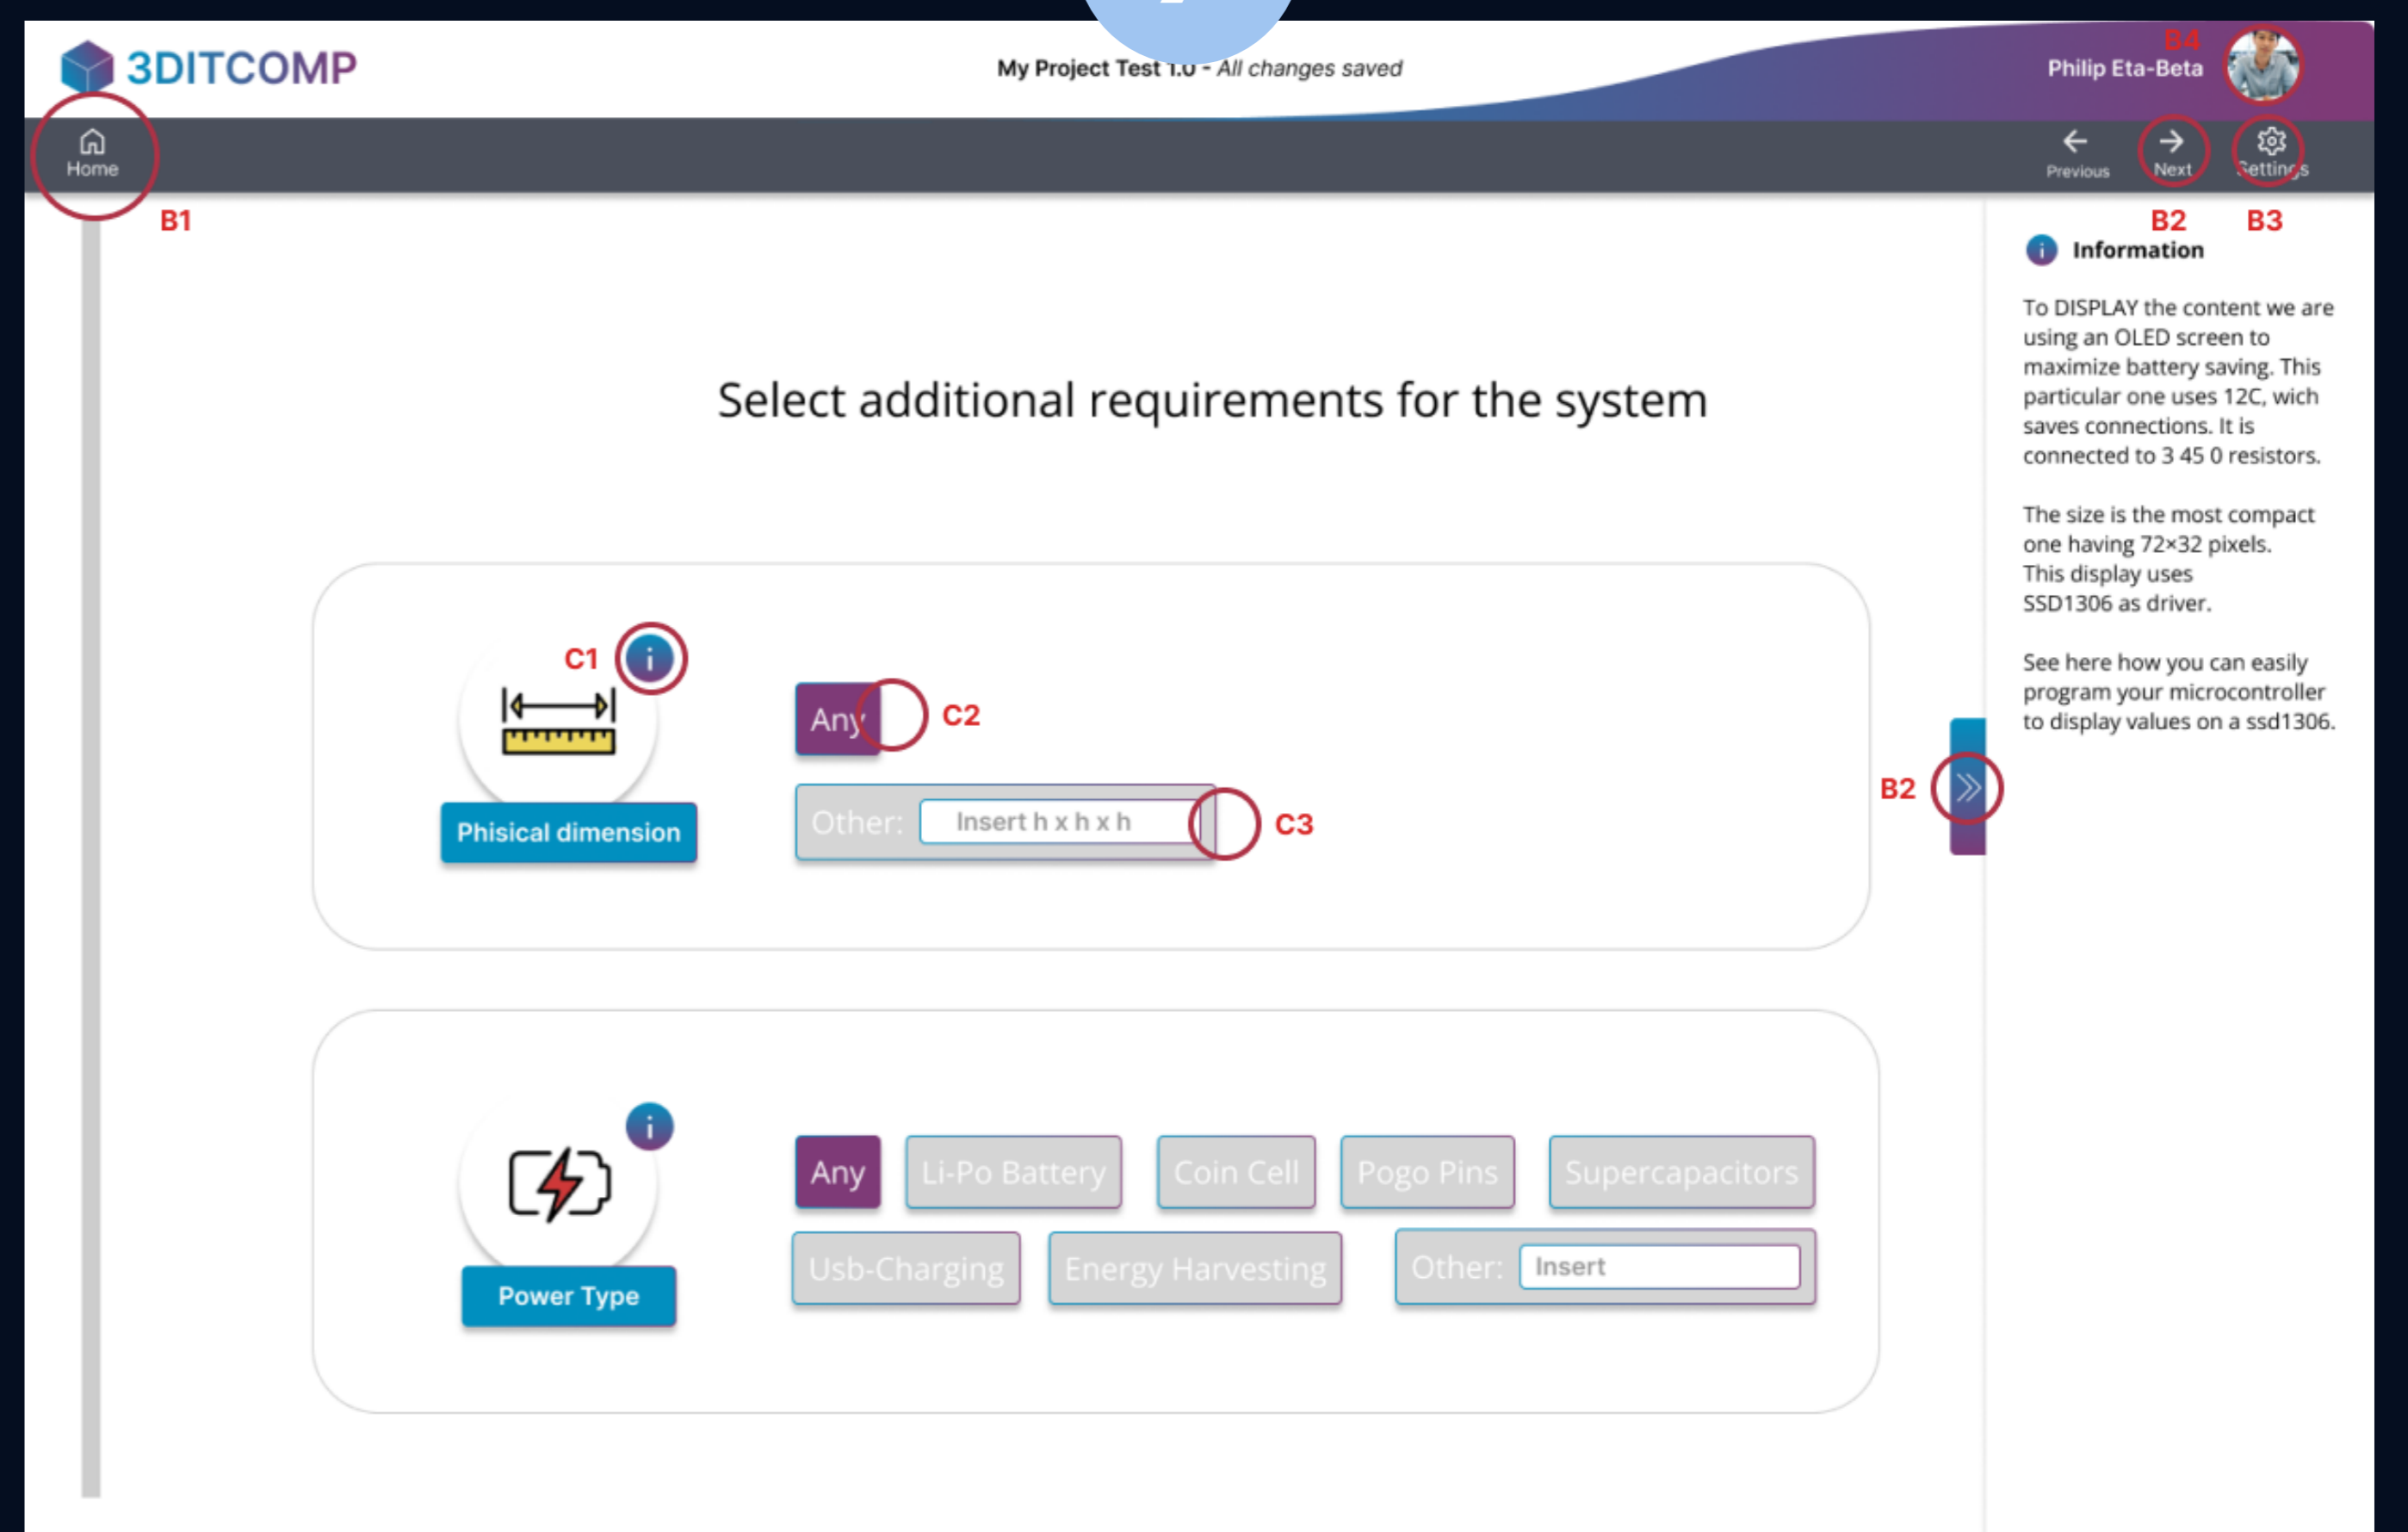 3DITCOMP
My Project Test 1.0 - All changes saved
B4
Philip Eta-Beta
Home
Previous
Next
Settings
B1
B2
B3
i Information
To DISPLAY the content we are
using an OLED screen to
maximize battery saving. This
particular one uses 12C, wich
saves connections. It is
connected to 3 45 0 resistors.
The size is the most compact
one having 72×32 pixels.
This display uses
SSD1306 as driver.
See here how you can easily
program your microcontroller
to display values on a ssd1306.
Select additional requirements for the system
C1
i
Phisical dimension
Any
C2
Other: Insert h x h x h
C3
B2
i
Power Type
Any
Li-Po Battery
Coin Cell
Pogo Pins
Supercapacitors
Usb-Charging
Energy Harvesting
Other: Insert